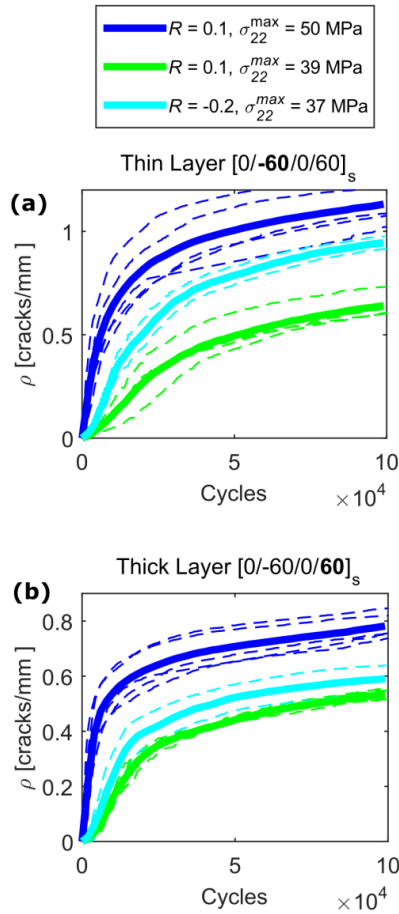 R = 0.1, σ₂₂ᵐᵃˣ = 50 MPa
R = 0.1, σ₂₂ᵐᵃˣ = 39 MPa
R = -0.2, σ₂₂ᵐᵃˣ = 37 MPa
Thin Layer [0/-60/0/60]ₛ
(a)
ρ [cracks/mm ]
1
0.5
0
0 5 10
Cycles ×10⁴
Thick Layer [0/-60/0/60]ₛ
(b)
ρ [cracks/mm ]
0.8
0.6
0.4
0.2
0
0 5 10
Cycles ×10⁴